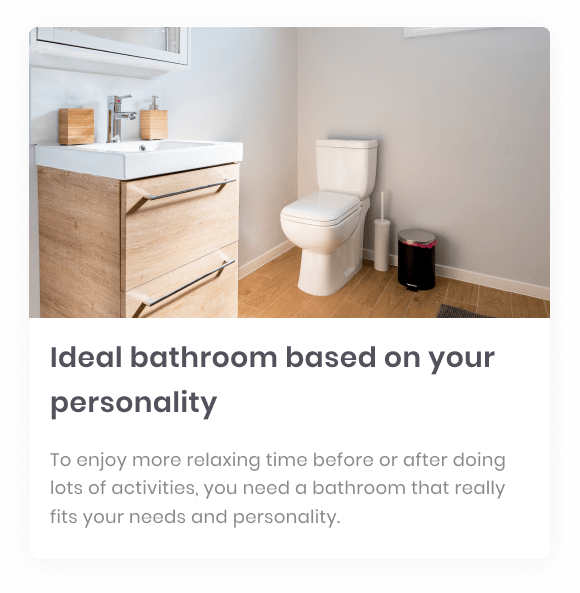 Ideal bathroom based on your
personality
To enjoy more relaxing time before or after doing
lots of activities, you need a bathroom that really
fits your needs and personality.